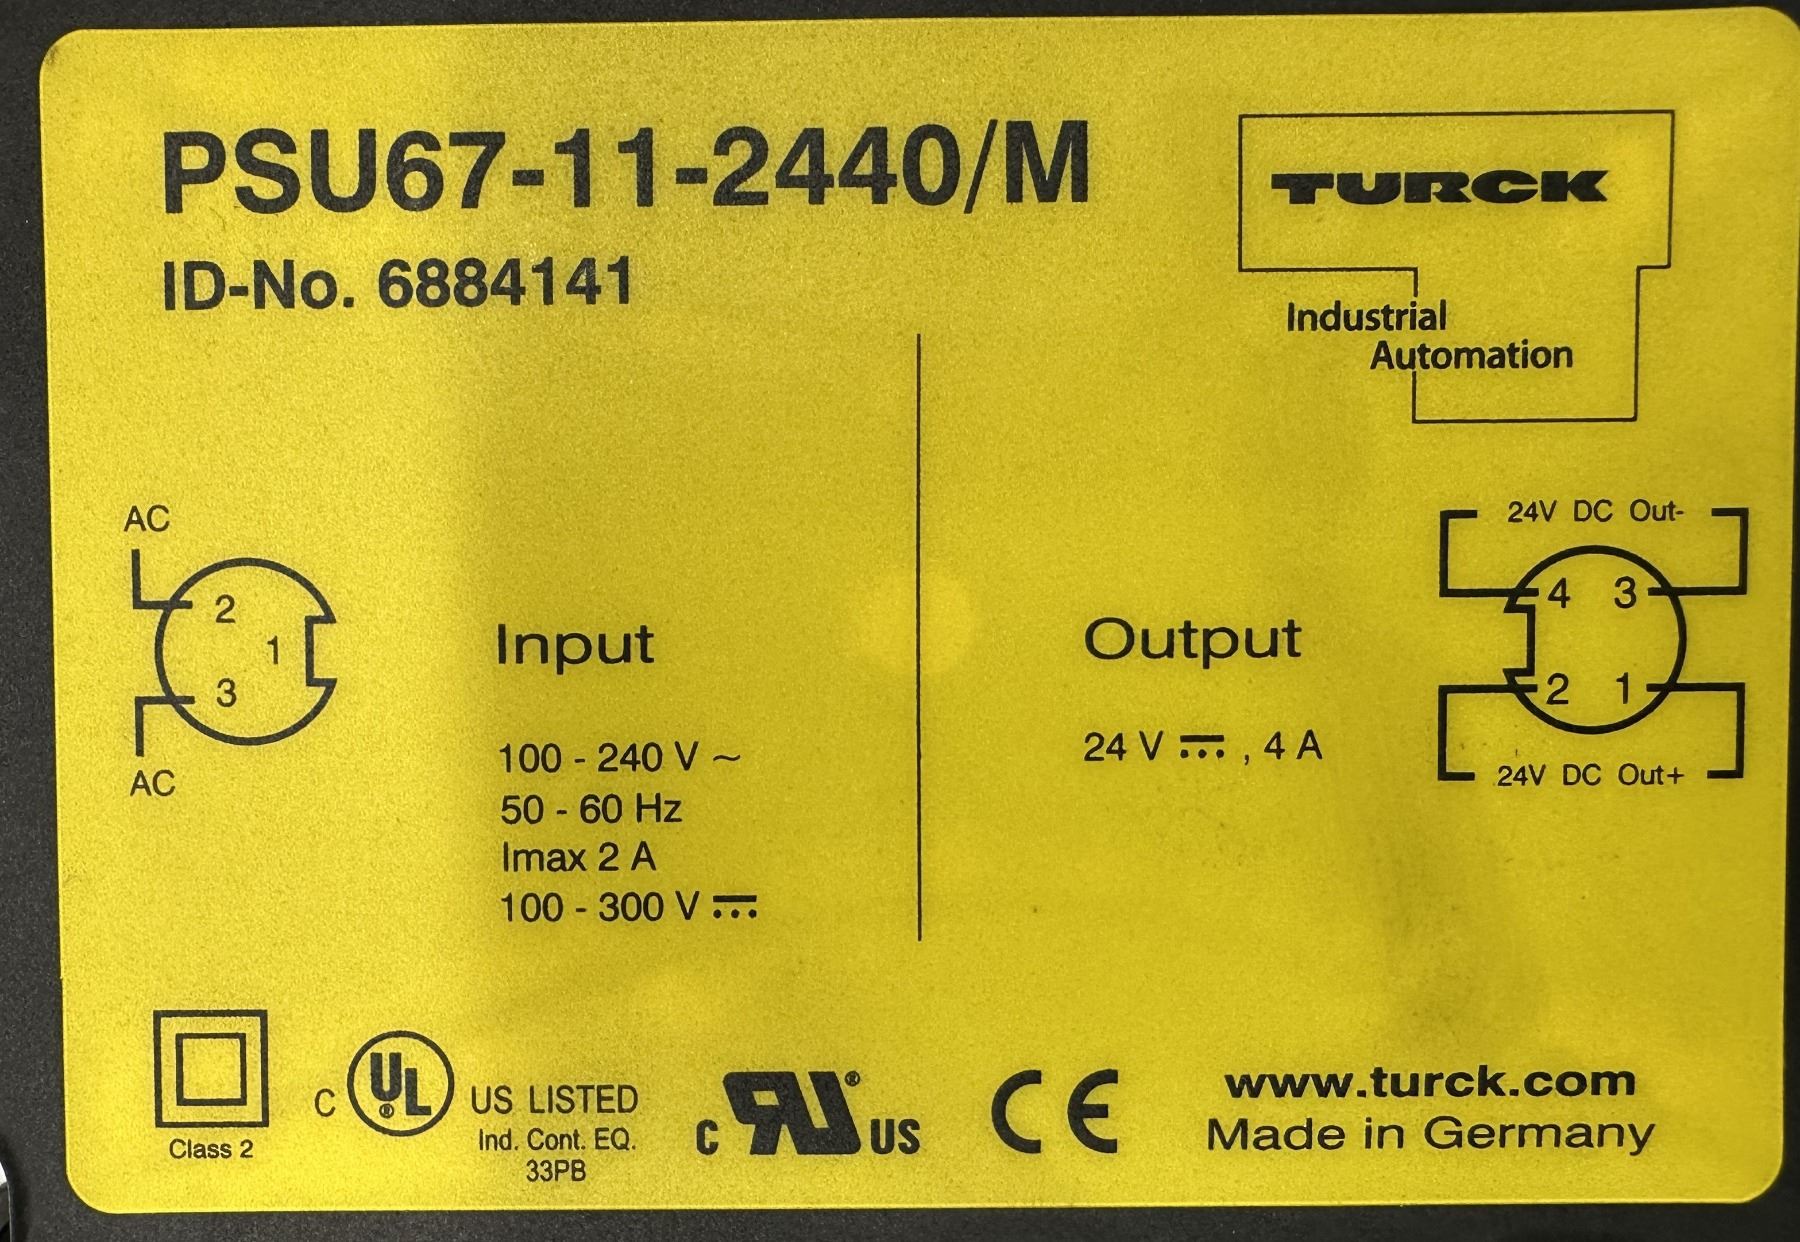 PSU67-11-2440/M
ID-No. 6884141
TURCK
Industrial
Automation
AC
2
1
3
AC
Input
100 - 240 V ~
50 - 60 Hz
Imax 2 A
100 - 300 V ⎓
Output
24 V ⎓ , 4 A
24V DC Out-
4 3
2 1
24V DC Out+
Class 2
C UL ® US LISTED
Ind. Cont. EQ.
33PB
c RU ® US
CE
www.turck.com
Made in Germany